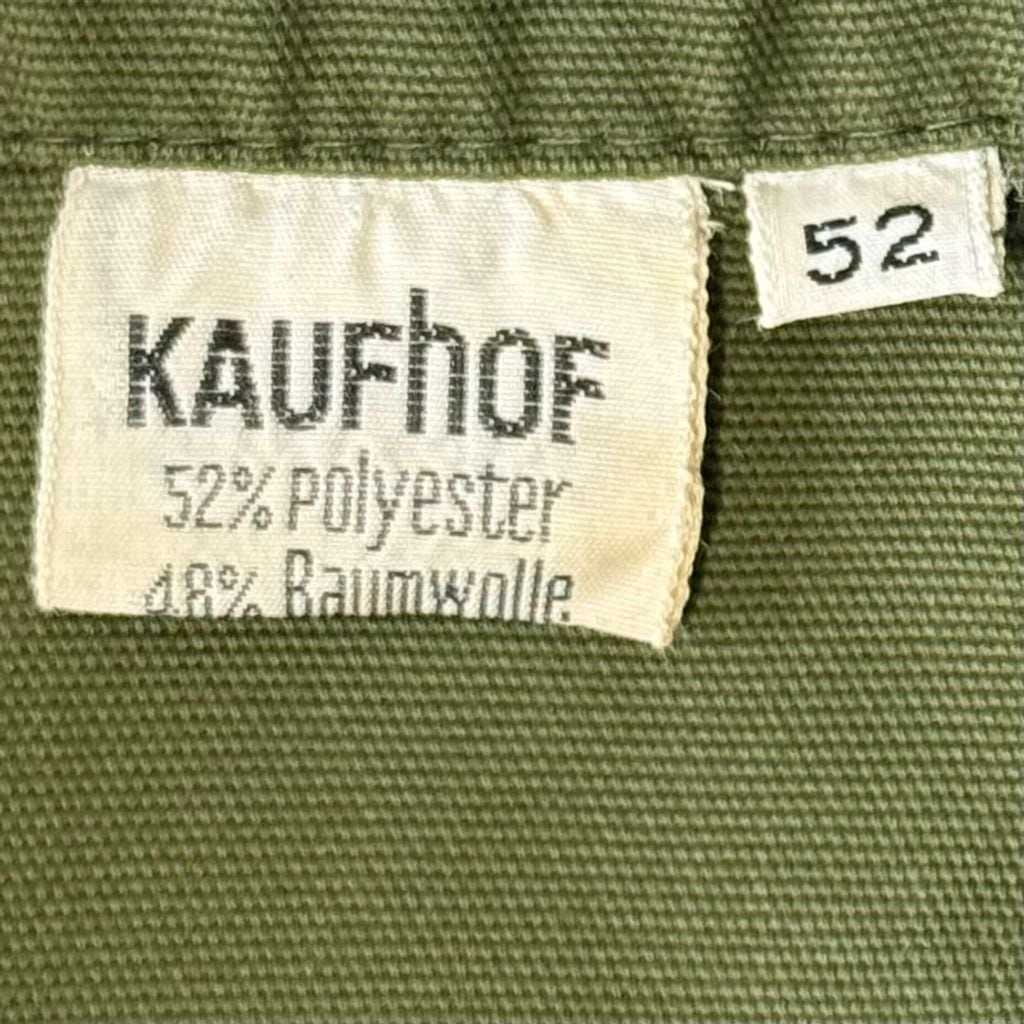 KAUFhOF
52% polyester
48% Baumwolle
52